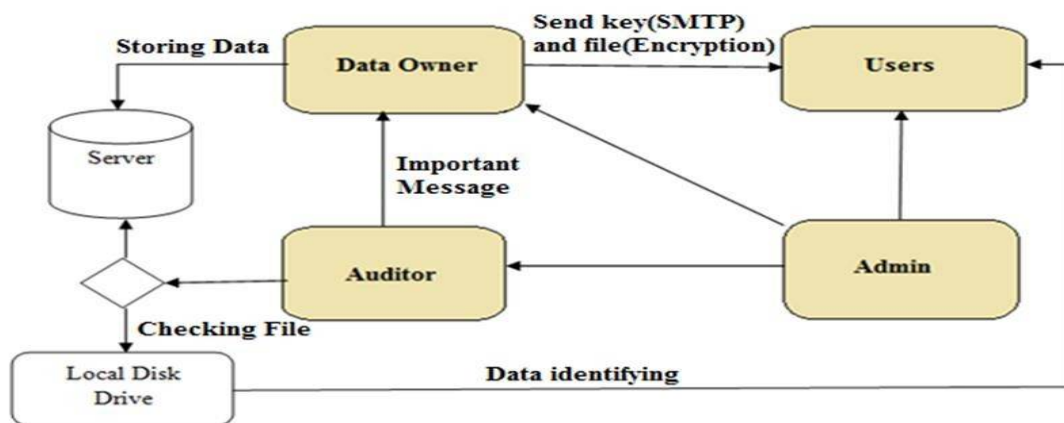 Storing Data
Send key(SMTP)
and file(Encryption)
Data Owner
Users
Server
Important
Message
Auditor
Admin
Checking File
Local Disk
Drive
Data identifying